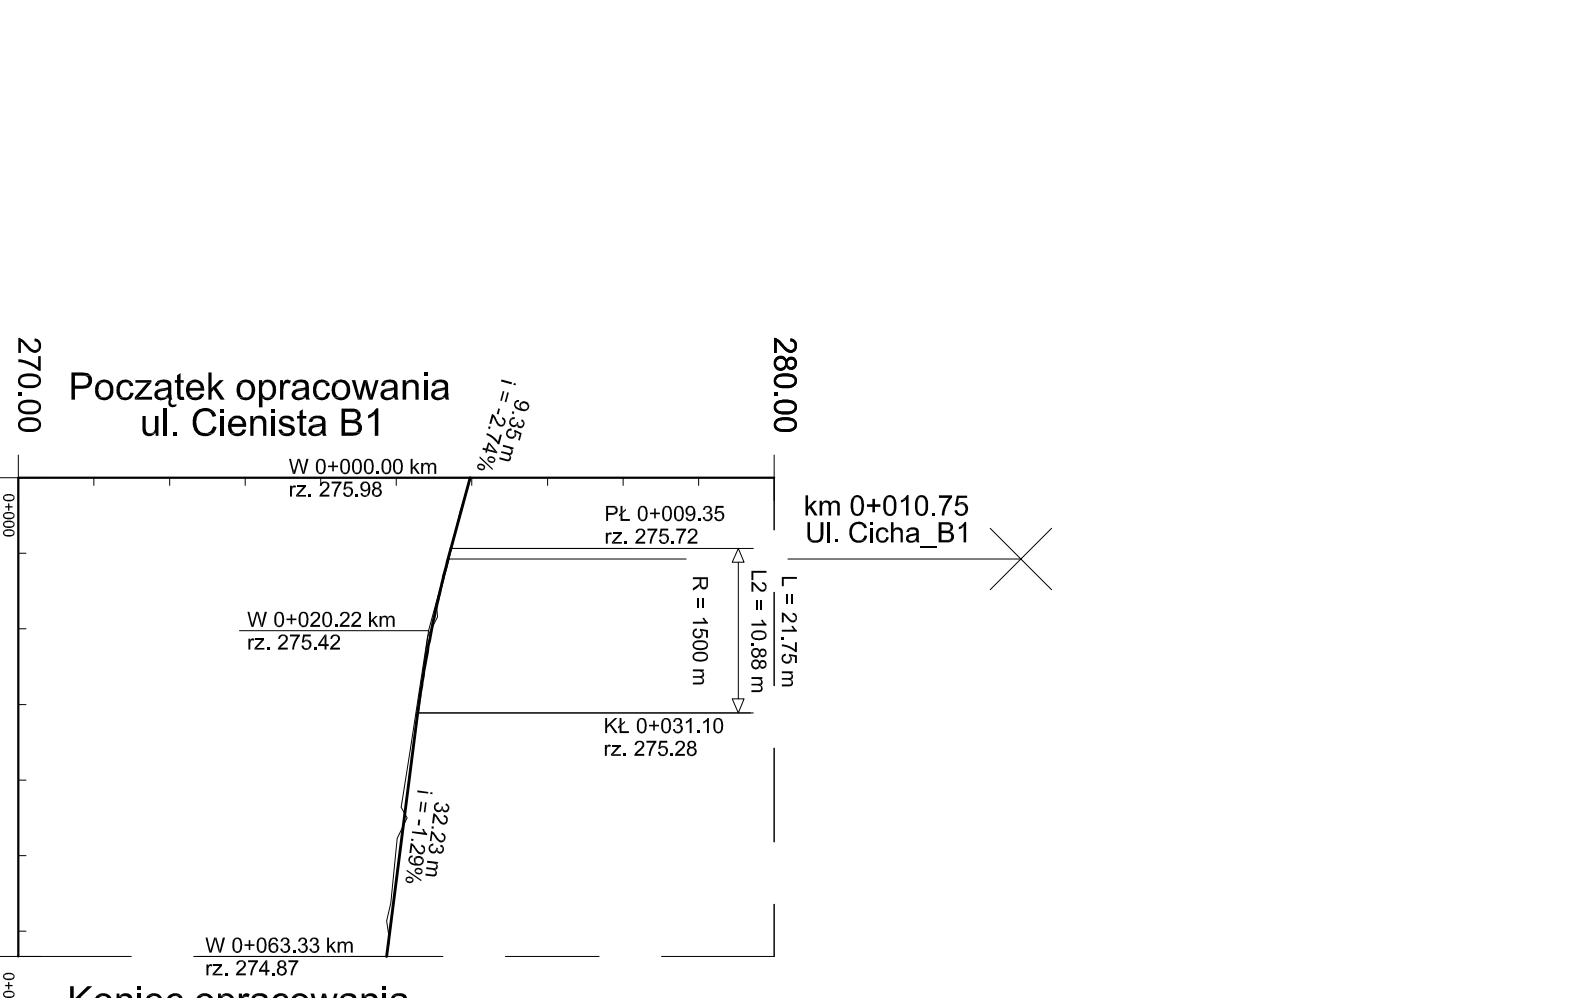 270.00
280.00
Początek opracowania
ul. Cienista B1
9.35 m
i = -2.74%
W 0+000.00 km
rz. 275.98
0+000
PŁ 0+009.35
rz. 275.72
km 0+010.75
Ul. Cicha_B1
W 0+020.22 km
rz. 275.42
R = 1500 m
L2 = 10.88 m
L = 21.75 m
KŁ 0+031.10
rz. 275.28
32.23 m
i = -1.29%
W 0+063.33 km
rz. 274.87
Koniec opracowania